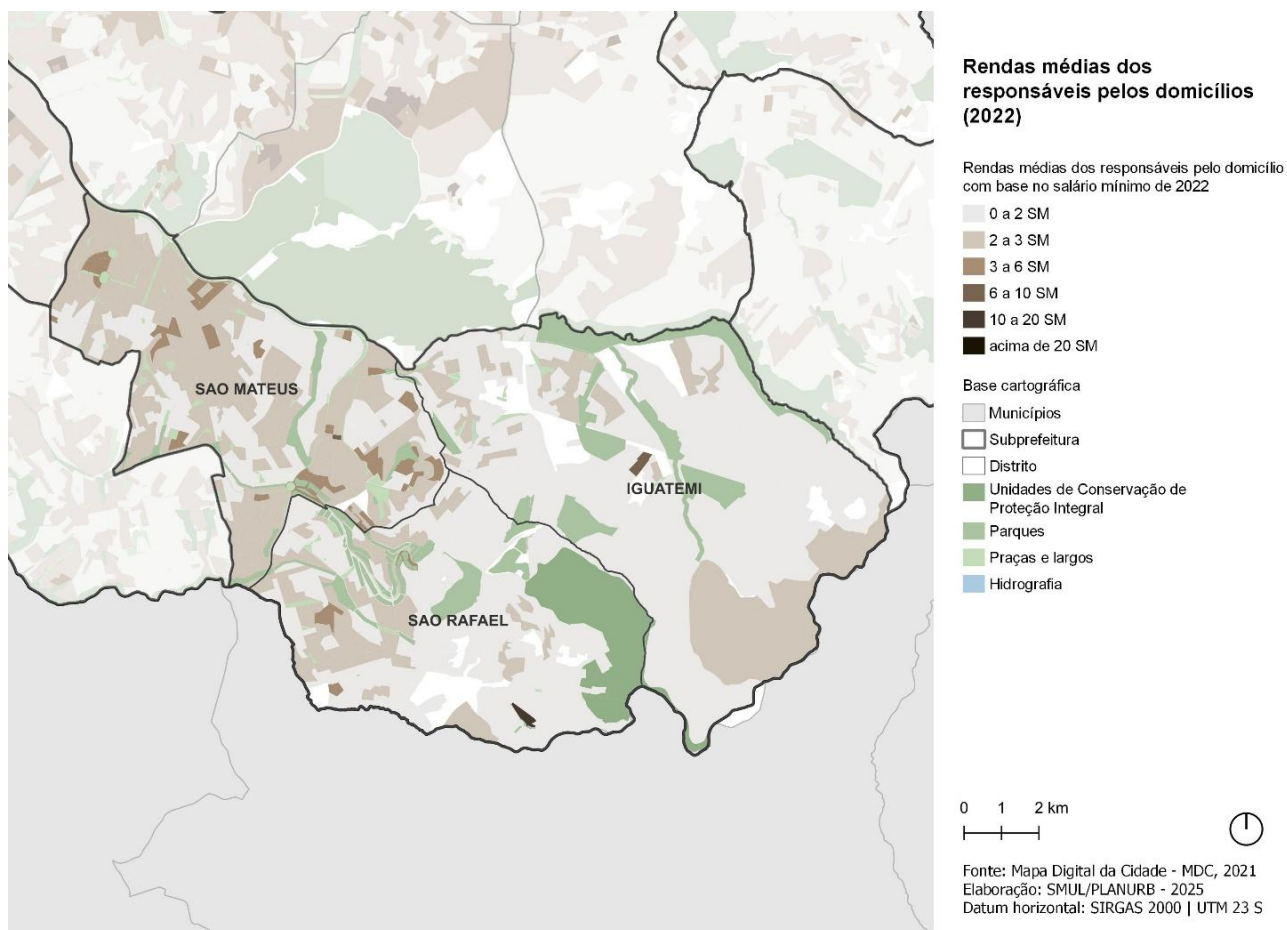 SAO MATEUS
IGUATEMI
SAO RAFAEL
Rendas médias dos
responsáveis pelos domicílios
(2022)
Rendas médias dos responsáveis pelo domicílio
com base no salário mínimo de 2022
0 a 2 SM
2 a 3 SM
3 a 6 SM
6 a 10 SM
10 a 20 SM
acima de 20 SM
Base cartográfica
Municípios
Subprefeitura
Distrito
Unidades de Conservação de
Proteção Integral
Parques
Praças e largos
Hidrografia
0 1 2 km
Fonte: Mapa Digital da Cidade - MDC, 2021
Elaboração: SMUL/PLANURB - 2025
Datum horizontal: SIRGAS 2000 | UTM 23 S